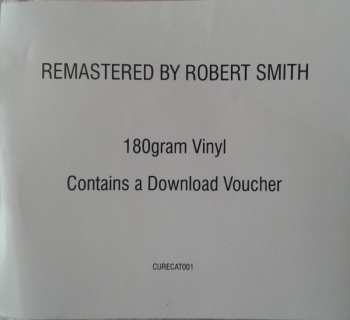 REMASTERED BY ROBERT SMITH
180gram Vinyl
Contains a Download Voucher
CURECAT001